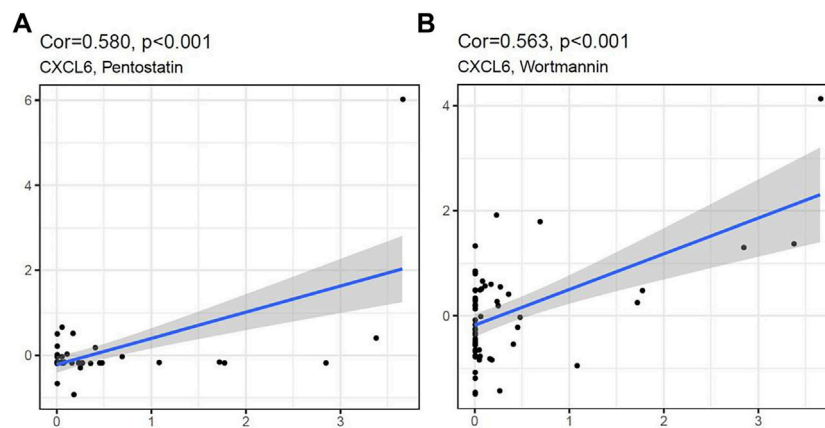 A
Cor=0.580, p<0.001
CXCL6, Pentostatin
6
4
2
0
0
1
2
3
B
Cor=0.563, p<0.001
CXCL6, Wortmannin
4
2
0
0
1
2
3